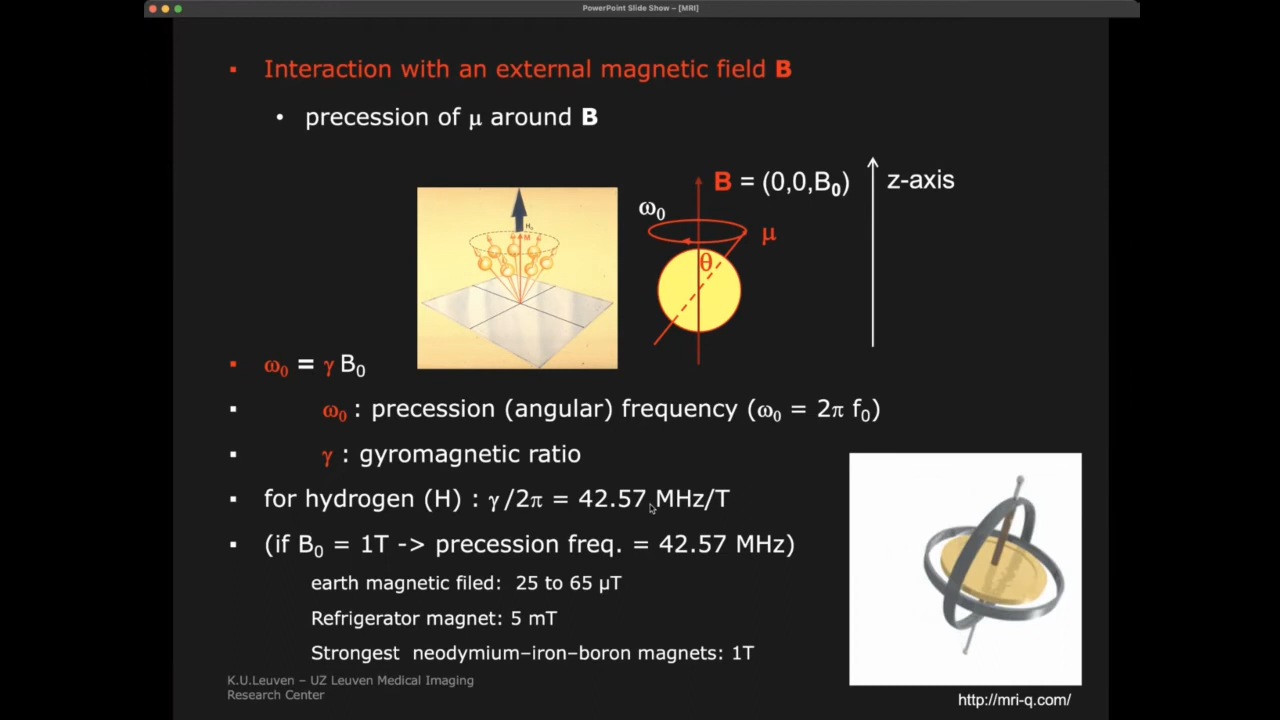 PowerPoint Slide Show – [MRI]
▪ Interaction with an external magnetic field B
• precession of μ around B
B = (0,0,B₀)
z-axis
ω₀
μ
θ
H₀
M
▪ ω₀ = γ B₀
▪ ω₀ : precession (angular) frequency (ω₀ = 2π f₀)
▪ γ : gyromagnetic ratio
▪ for hydrogen (H) : γ/2π = 42.57 MHz/T
▪ (if B₀ = 1T -> precession freq. = 42.57 MHz)
earth magnetic filed: 25 to 65 μT
Refrigerator magnet: 5 mT
Strongest neodymium–iron–boron magnets: 1T
K.U.Leuven – UZ Leuven Medical Imaging
Research Center
http://mri-q.com/